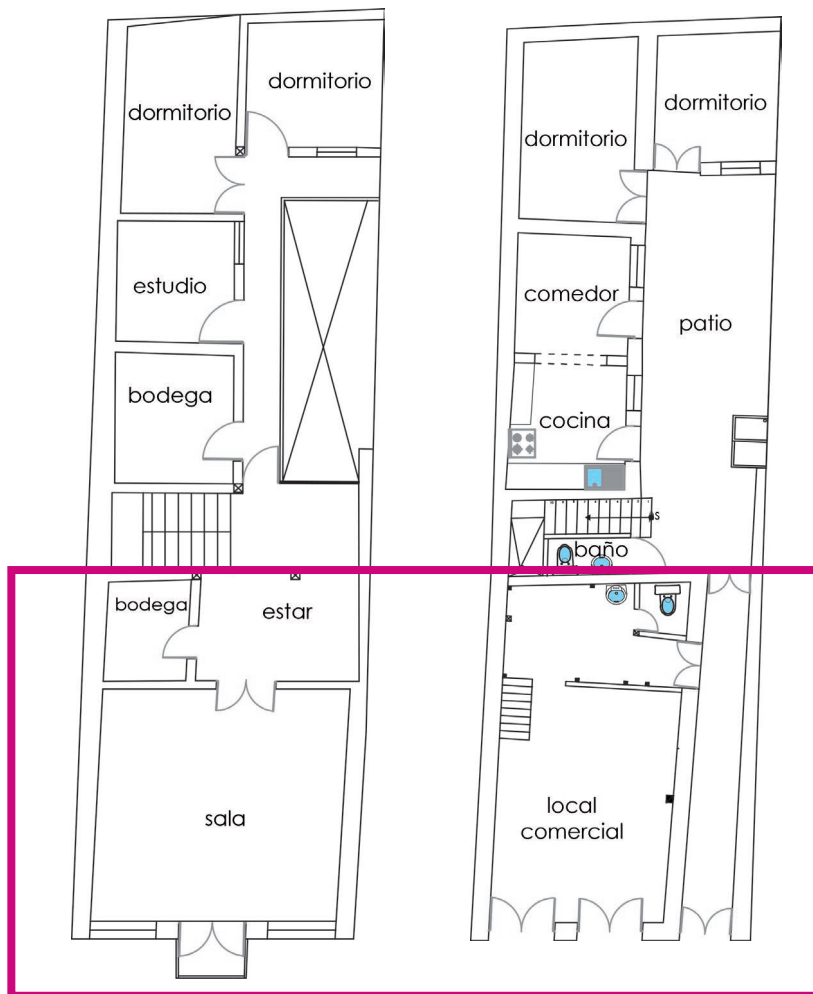 dormitorio
dormitorio
estudio
bodega
bodega
estar
sala
dormitorio
dormitorio
comedor
patio
cocina
s
baño
local
comercial